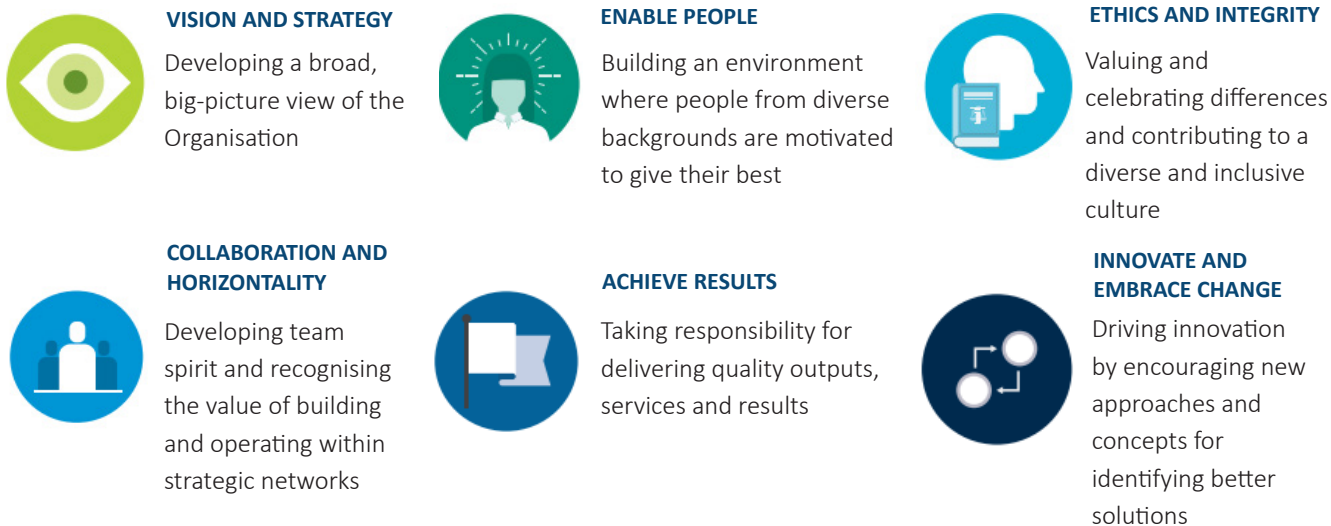 VISION AND STRATEGY
Developing a broad,
big-picture view of the
Organisation
ENABLE PEOPLE
Building an environment
where people from diverse
backgrounds are motivated
to give their best
ETHICS AND INTEGRITY
Valuing and
celebrating differences
and contributing to a
diverse and inclusive
culture
COLLABORATION AND
HORIZONTALITY
Developing team
spirit and recognising
the value of building
and operating within
strategic networks
ACHIEVE RESULTS
Taking responsibility for
delivering quality outputs,
services and results
INNOVATE AND
EMBRACE CHANGE
Driving innovation
by encouraging new
approaches and
concepts for
identifying better
solutions